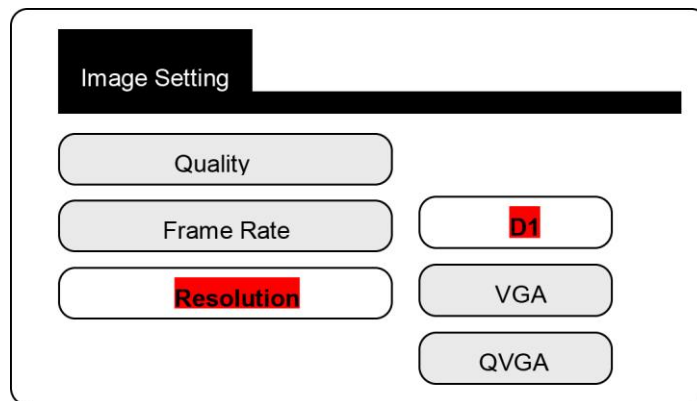 Image Setting
Quality
Frame Rate
Resolution
D1
VGA
QVGA